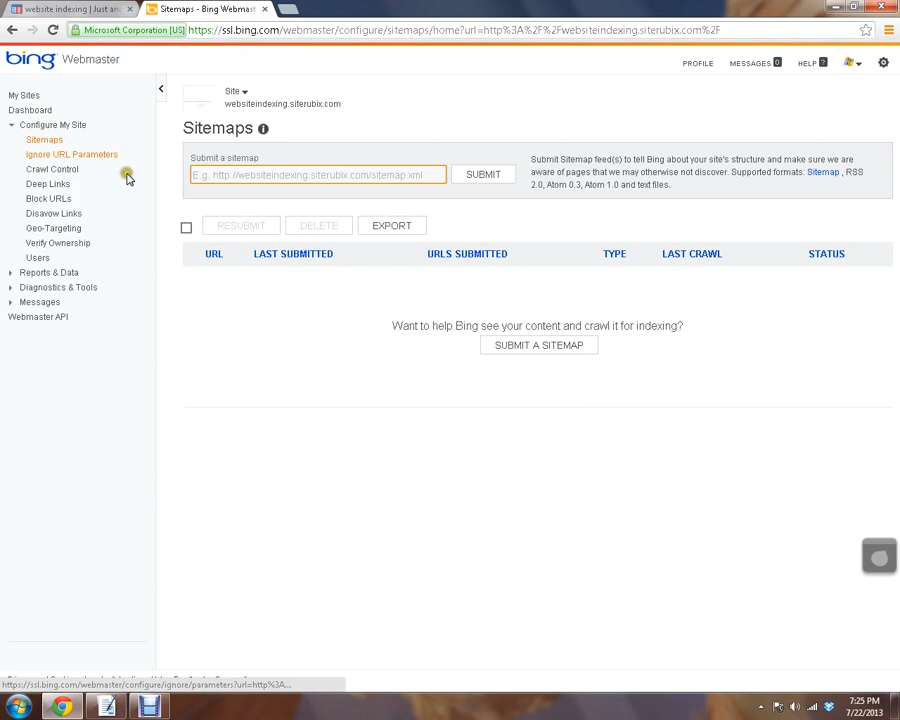 website indexing | Just an
Sitemaps - Bing Webmast
Microsoft Corporation [US] https://ssl.bing.com/webmaster/configure/sitemaps/home?url=http%3A%2F%2Fwebsiteindexing.siterubix.com%2F
bing Webmaster
PROFILE MESSAGES 0 HELP ?
My Sites
Dashboard
Configure My Site
Sitemaps
Ignore URL Parameters
Crawl Control
Deep Links
Block URLs
Disavow Links
Geo-Targeting
Verify Ownership
Users
Reports & Data
Diagnostics & Tools
Messages
Webmaster API
Site
websiteindexing.siterubix.com
Sitemaps i
Submit a sitemap
E.g. http://websiteindexing.siterubix.com/sitemap.xml
SUBMIT
Submit Sitemap feed(s) to tell Bing about your site's structure and make sure we
are aware of pages that we may otherwise not discover. Supported formats: Sitemap , RSS
2.0, Atom 0.3, Atom 1.0 and text files.
RESUBMIT DELETE EXPORT
URL LAST SUBMITTED URLS SUBMITTED TYPE LAST CRAWL STATUS
Want to help Bing see your content and crawl it for indexing?
SUBMIT A SITEMAP
https://ssl.bing.com/webmaster/configure/ignore/parameters?url=http%3A...
7:25 PM
7/22/2013